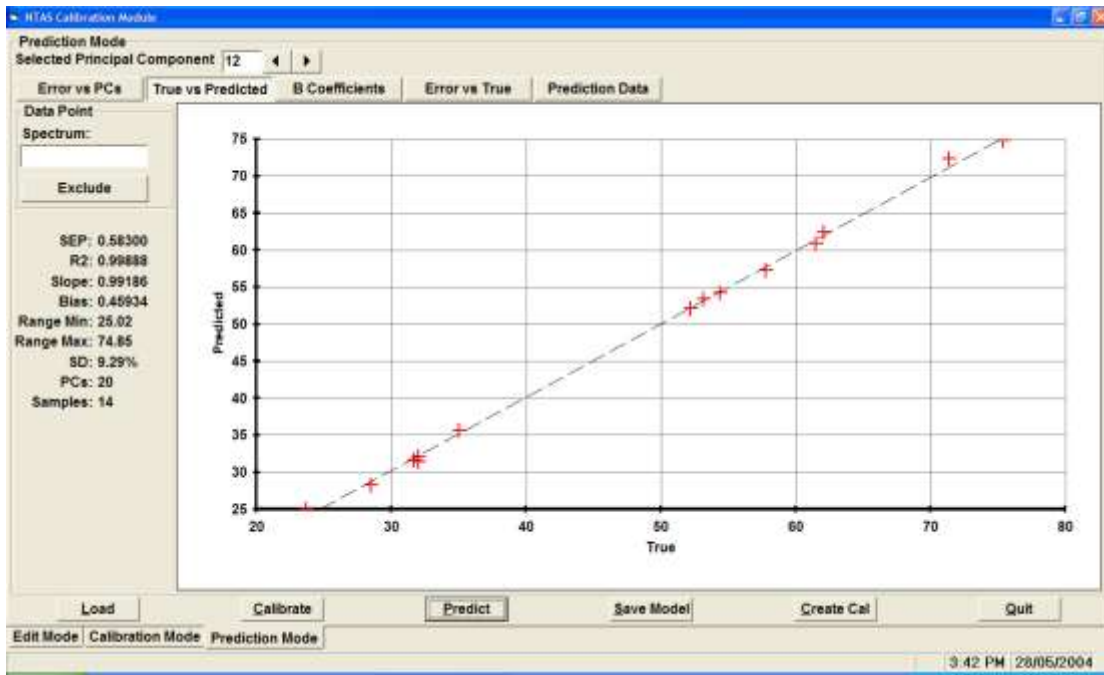 NTAS Calibration Module
Prediction Mode
Selected Principal Component 12
Error vs PCs True vs Predicted B Coefficients Error vs True Prediction Data
Data Point
Spectrum:
Exclude
SEP: 0.58300
R2: 0.99888
Slope: 0.99186
Bias: 0.45934
Range Min: 25.02
Range Max: 74.85
SD: 9.29%
PCs: 20
Samples: 14
Predicted
75
70
65
60
55
50
45
40
35
30
25
20 30 40 50 60 70 80
True
Load Calibrate Predict Save Model Create Cal Quit
Edit Mode Calibration Mode Prediction Mode
3:42 PM 28/05/2004